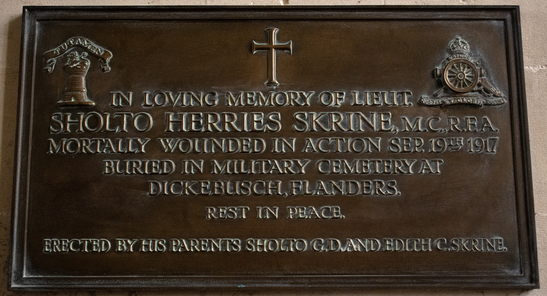 TUTAMEN
IN LOVING MEMORY OF LIEUT.
SHOLTO HERRIES SKRINE, M.C., R.F.A.
MORTALLY WOUNDED IN ACTION SEP. 19TH 1917
BURIED IN MILITARY CEMETERY AT
DICKEBUSCH, FLANDERS.
REST IN PEACE.
ERECTED BY HIS PARENTS SHOLTO G.D. AND EDITH C. SKRINE.